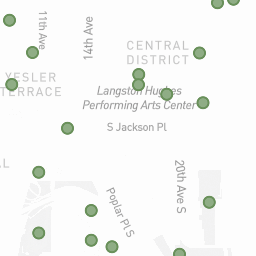 11th Ave
14th Ave
CENTRAL
DISTRICT
YESLER
TERRACE
Langston Hughes
Performing Arts Center
S Jackson Pl
20th Ave S
Poplar Pl S